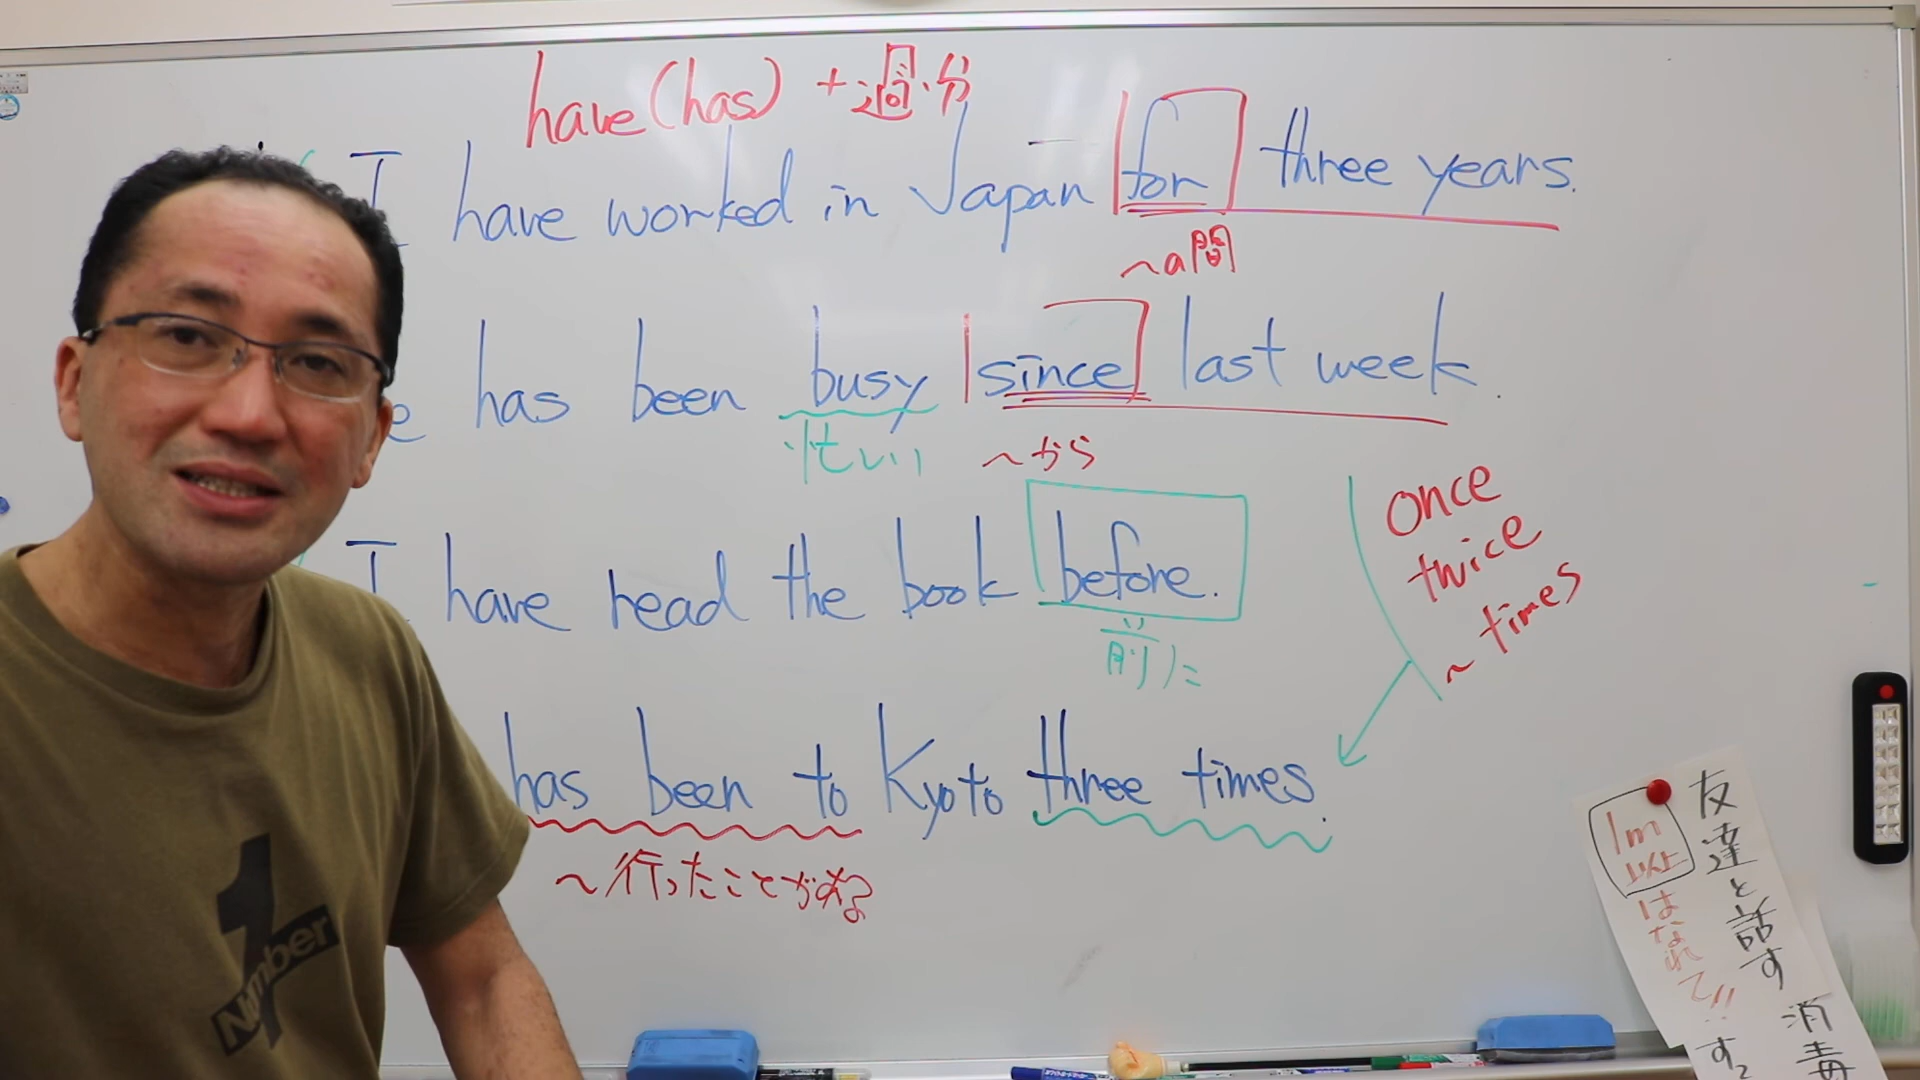 have (has) + 過・分
I have worked in Japan for three years.
~の間
e has been busy since last week.
忙しい
~から
I have read the book before.
前に
once
twice
~ times
has been to Kyoto three times.
~行ったことがある
友達と話す
1m以上はなれて!!
消毒
Number 1